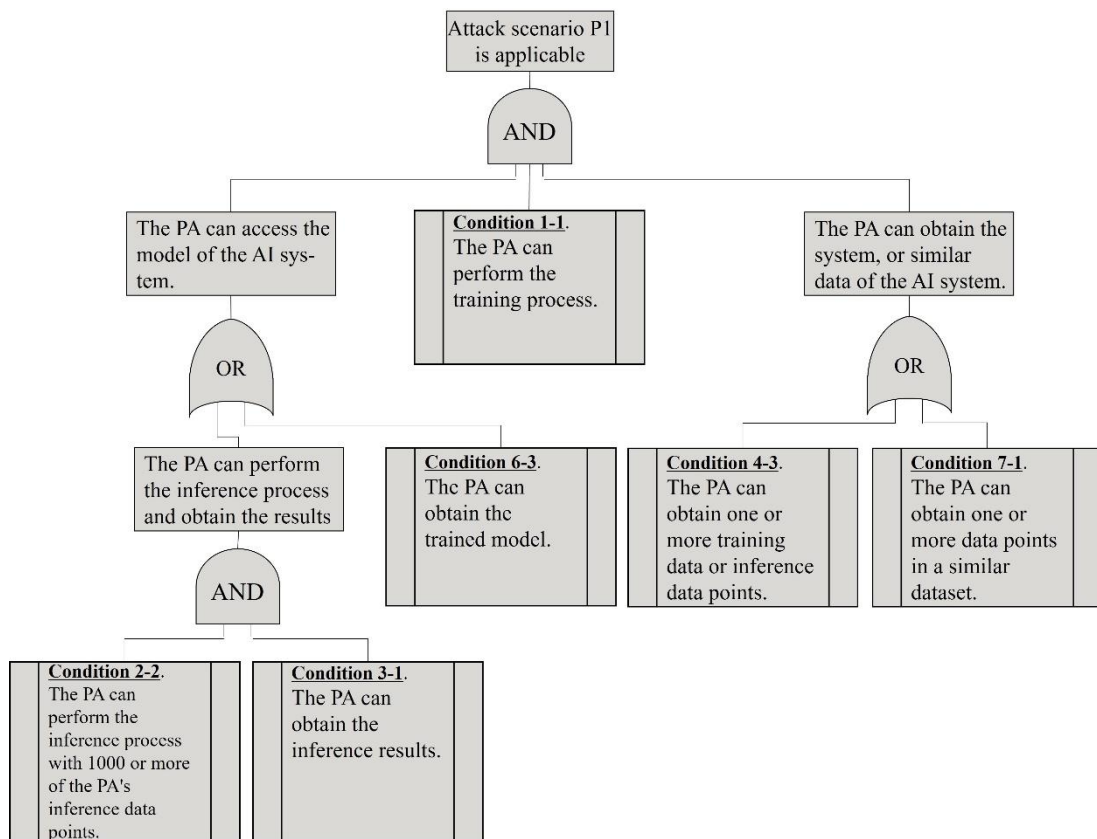 Attack scenario P1
is applicable
AND
The PA can access the
model of the AI sys-
tem.
Condition 1-1.
The PA can
perform the
training process.
The PA can obtain the
system, or similar
data of the AI system.
OR
OR
The PA can perform
the inference process
and obtain the results
Condition 6-3.
The PA can
obtain the
trained model.
Condition 4-3.
The PA can
obtain one or
more training
data or inference
data points.
Condition 7-1.
The PA can
obtain one or
more data points
in a similar
dataset.
AND
Condition 2-2.
The PA can
perform the
inference process
with 1000 or more
of the PA's
inference data
points.
Condition 3-1.
The PA can
obtain the
inference results.